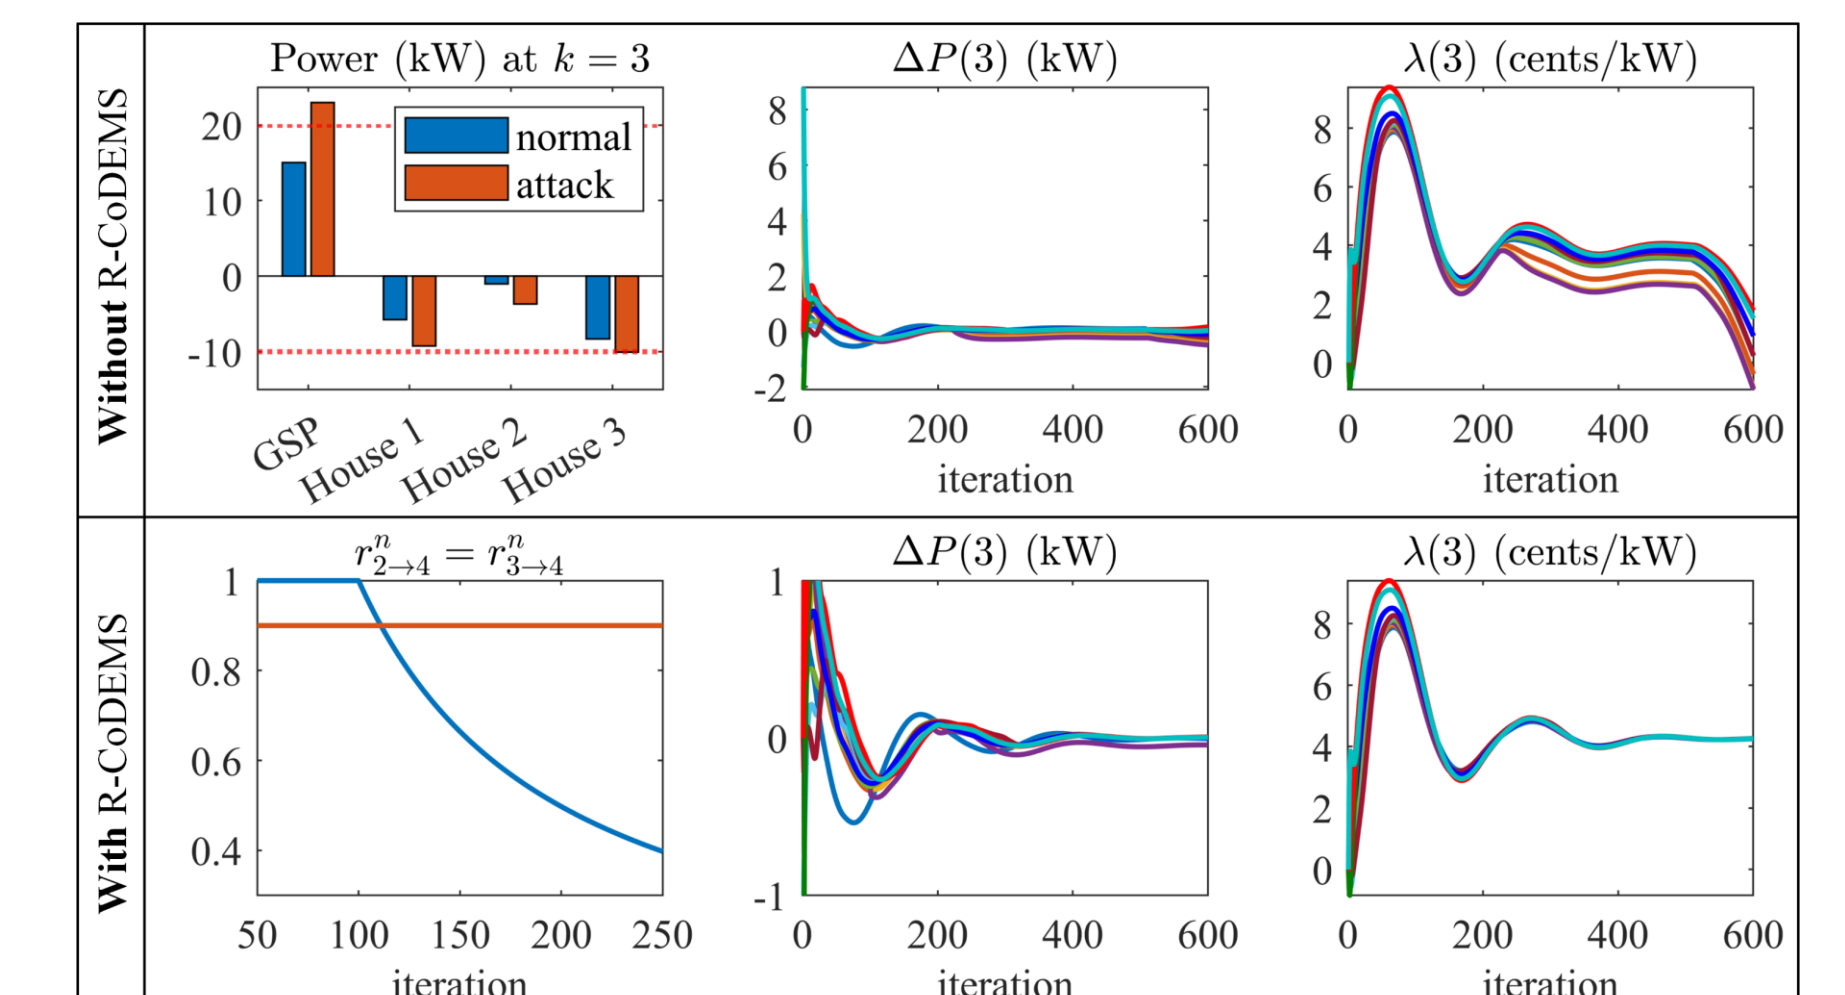 Without R-CoDEMS
Power (kW) at k = 3
20
10
0
-10
normal
attack
GSP
House 1
House 2
House 3
ΔP(3) (kW)
8
6
4
2
0
-2
0 200 400 600
iteration
λ(3) (cents/kW)
8
6
4
2
0
0 200 400 600
iteration
With R-CoDEMS
r^n_{2→4} = r^n_{3→4}
1
0.8
0.6
0.4
50 100 150 200 250
iteration
ΔP(3) (kW)
1
0
-1
0 200 400 600
iteration
λ(3) (cents/kW)
8
6
4
2
0
0 200 400 600
iteration